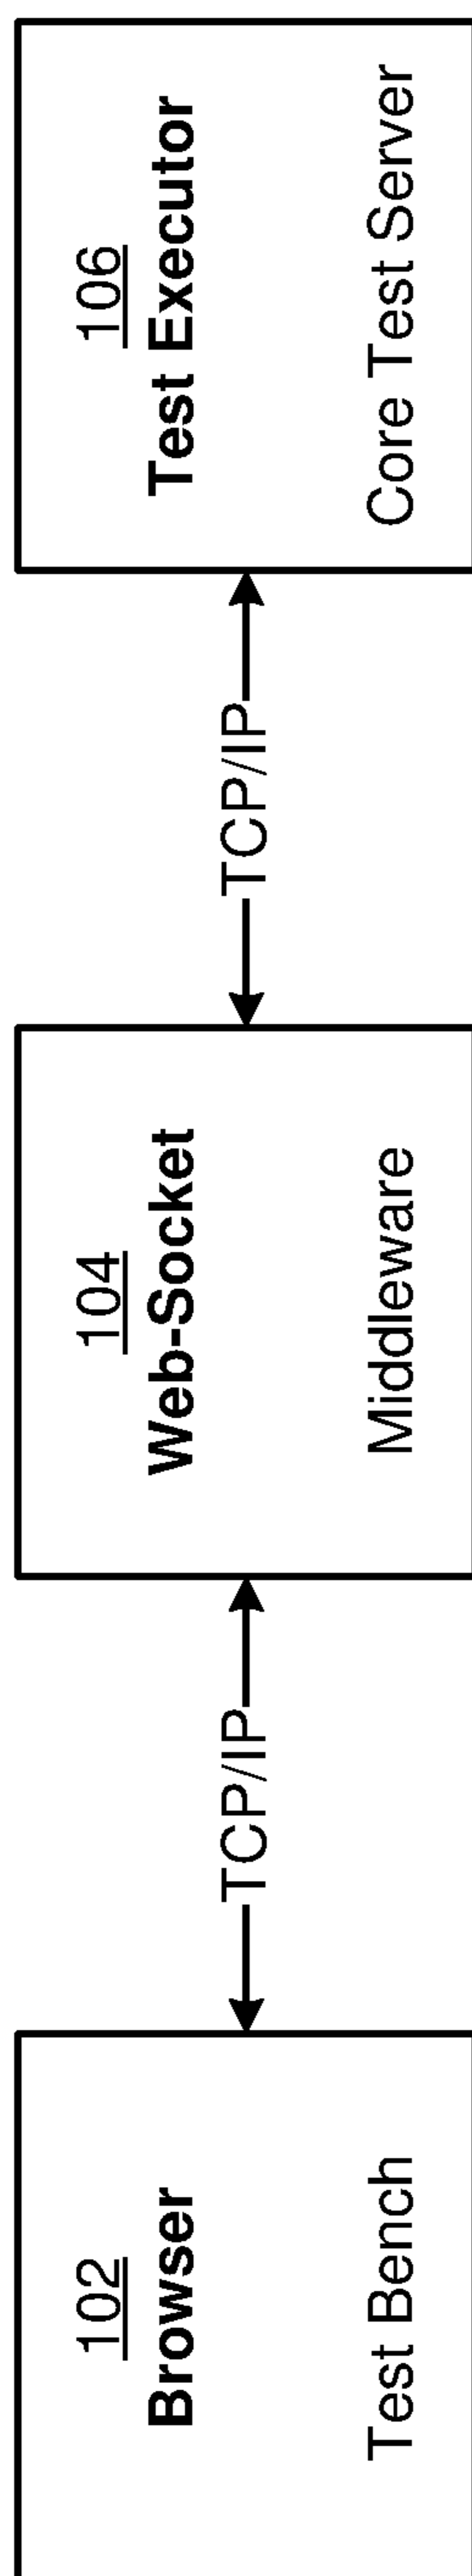 102
Browser
Test Bench
TCP/IP
104
Web-Socket
Middleware
TCP/IP
106
Test Executor
Core Test Server